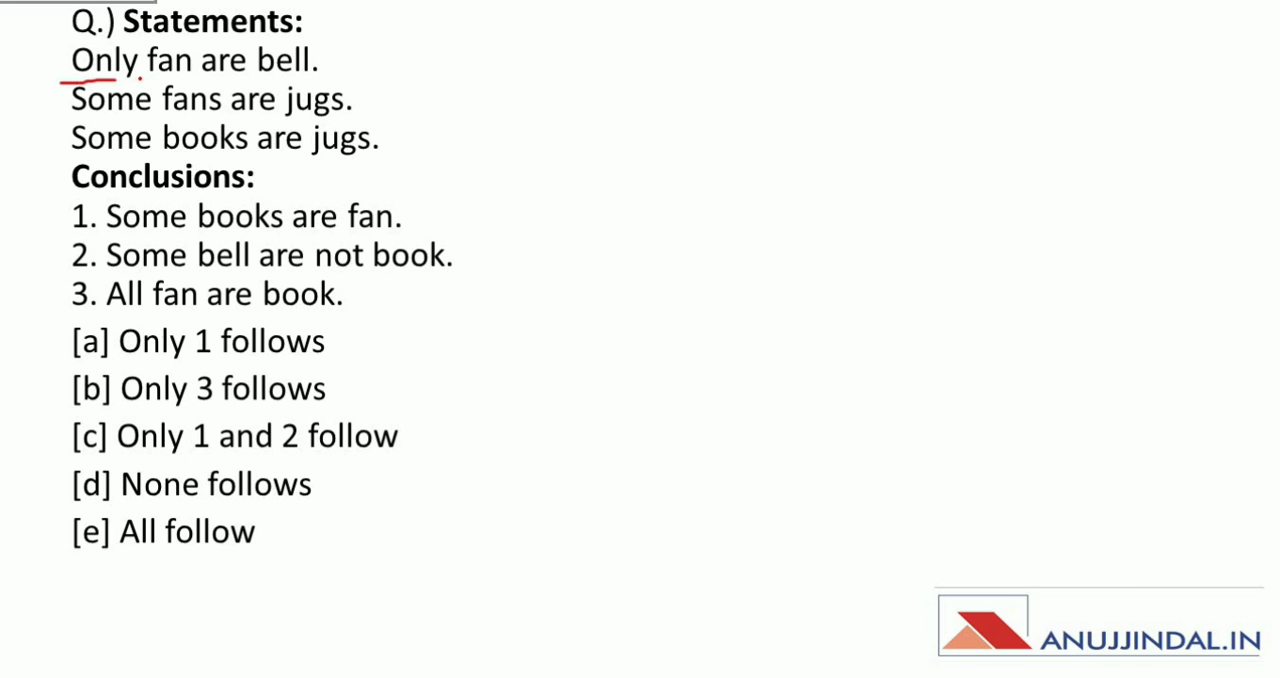 Q.) Statements:
Only fan are bell.
Some fans are jugs.
Some books are jugs.
Conclusions:
1. Some books are fan.
2. Some bell are not book.
3. All fan are book.
[a] Only 1 follows
[b] Only 3 follows
[c] Only 1 and 2 follow
[d] None follows
[e] All follow
ANUJJINDAL.IN